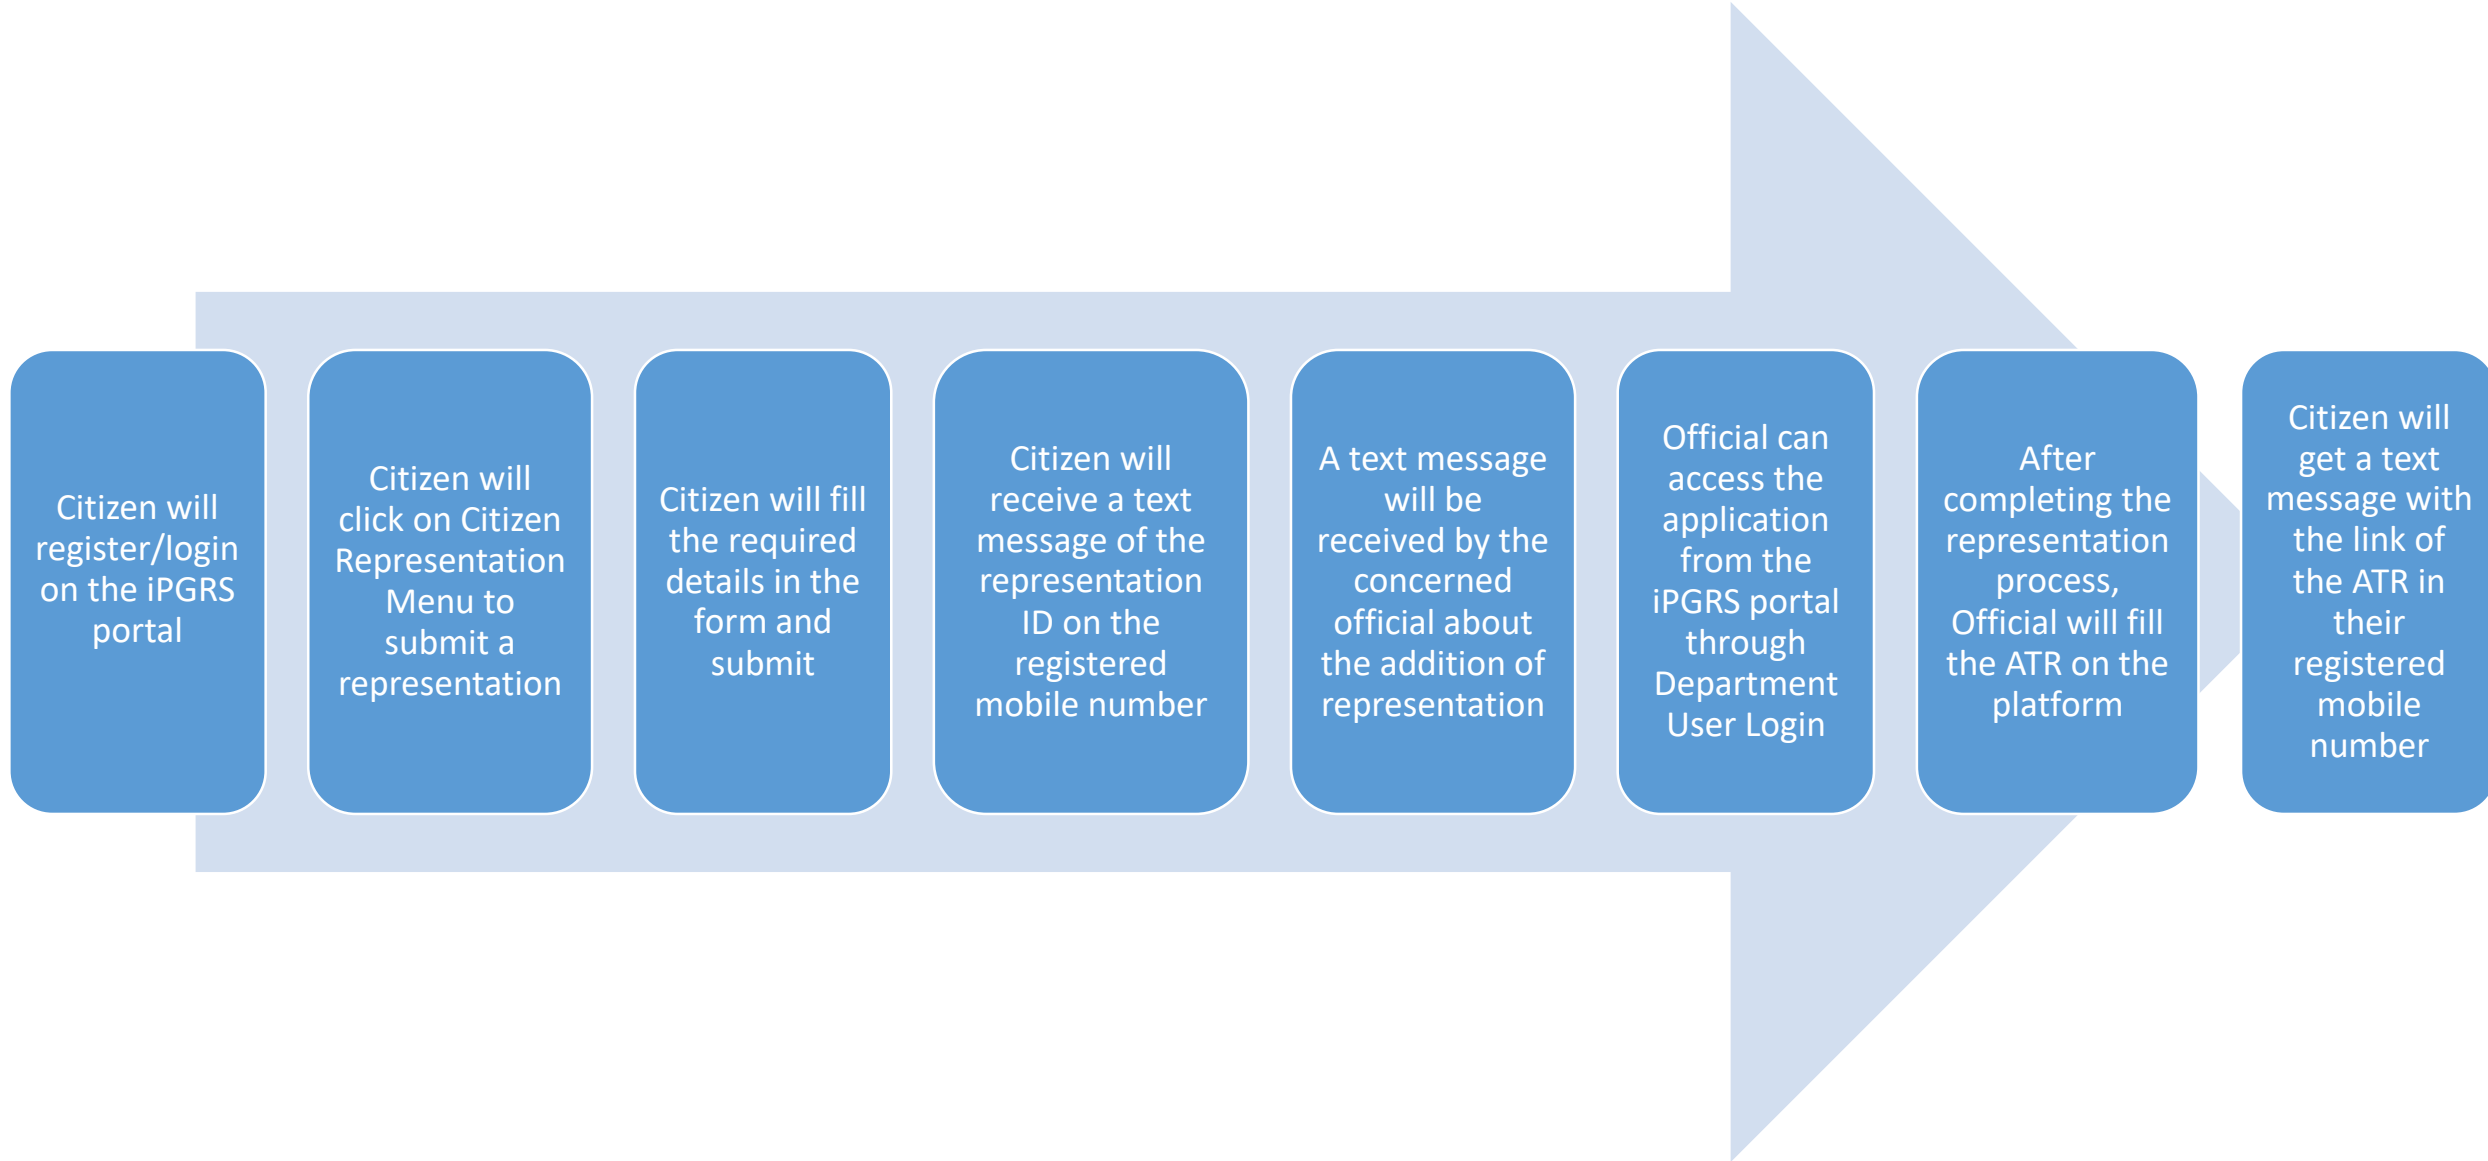 Citizen will
register/login
on the iPGRS
portal
Citizen will
click on Citizen
Representation
Menu to
submit a
representation
Citizen will fill
the required
details in the
form and
submit
Citizen will
receive a text
message of the
representation
ID on the
registered
mobile number
A text message
will be
received by the
concerned
official about
the addition of
representation
Official can
access the
application
from the
iPGRS portal
through
Department
User Login
After
completing the
representation
process,
Official will fill
the ATR on the
platform
Citizen will
get a text
message with
the link of
the ATR in
their
registered
mobile
number